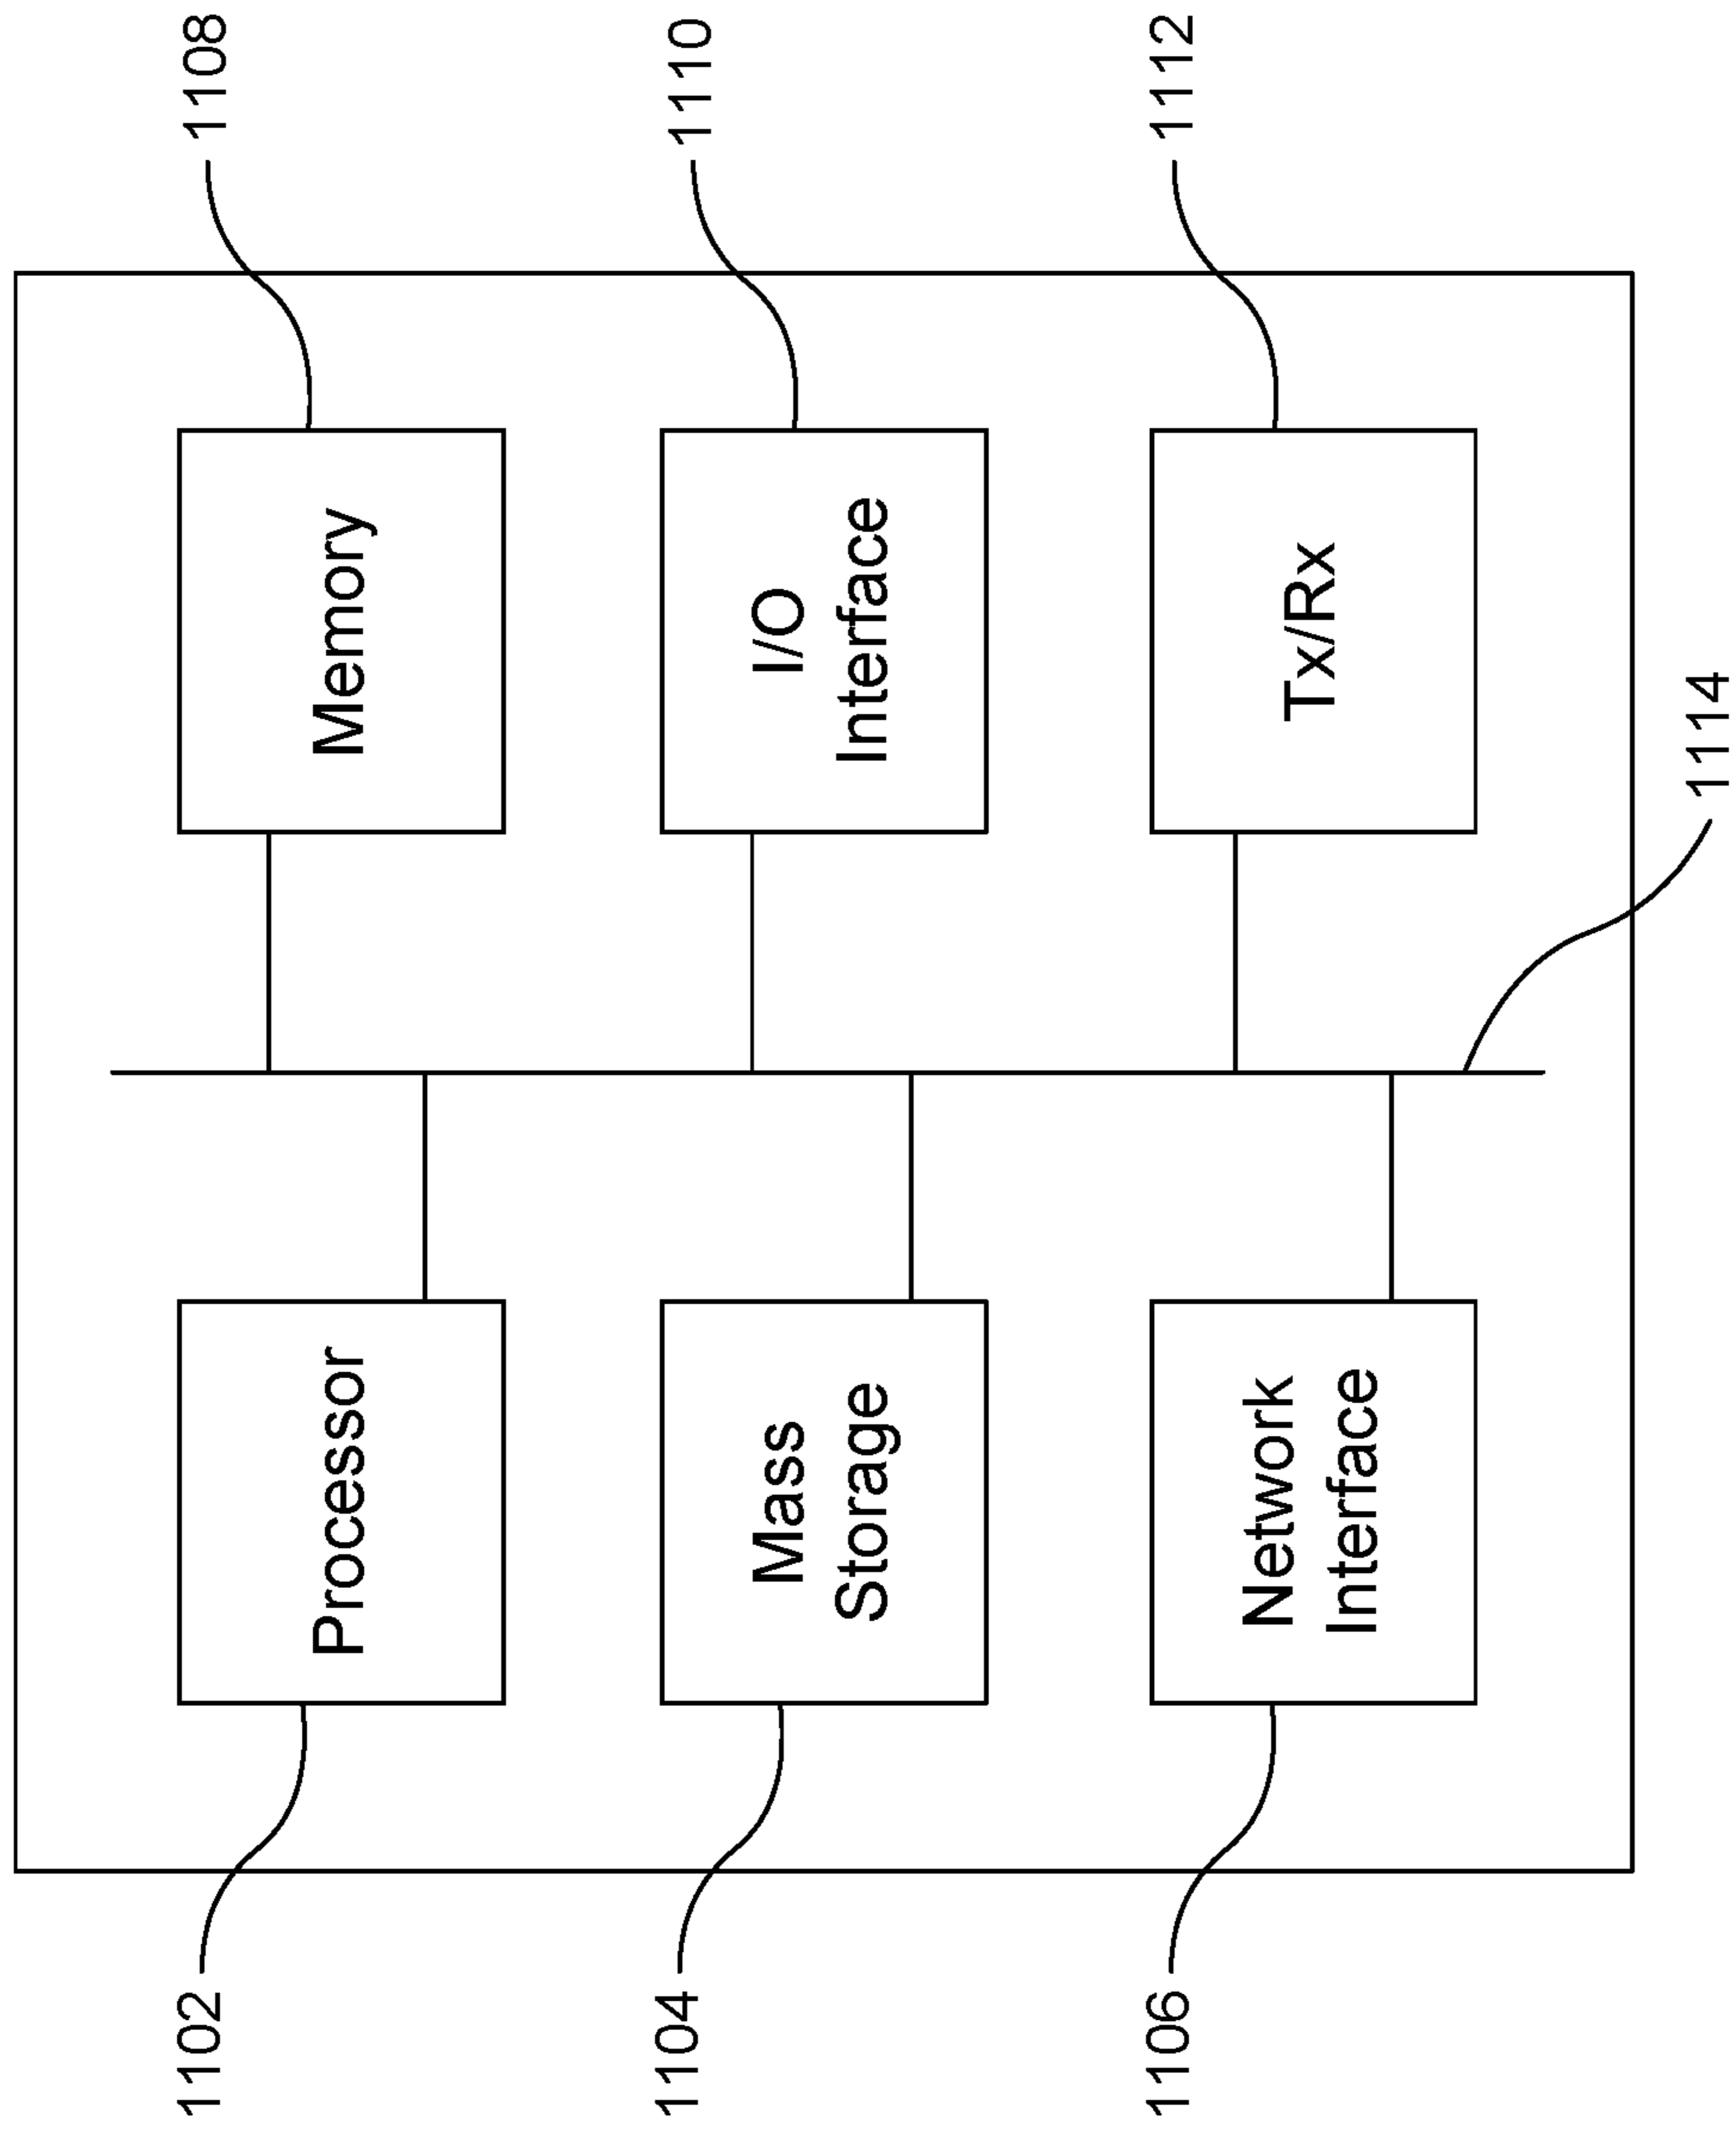 1102
Processor
Memory
1108
1104
Mass
Storage
I/O
Interface
1110
1106
Network
Interface
Tx/Rx
1112
1114